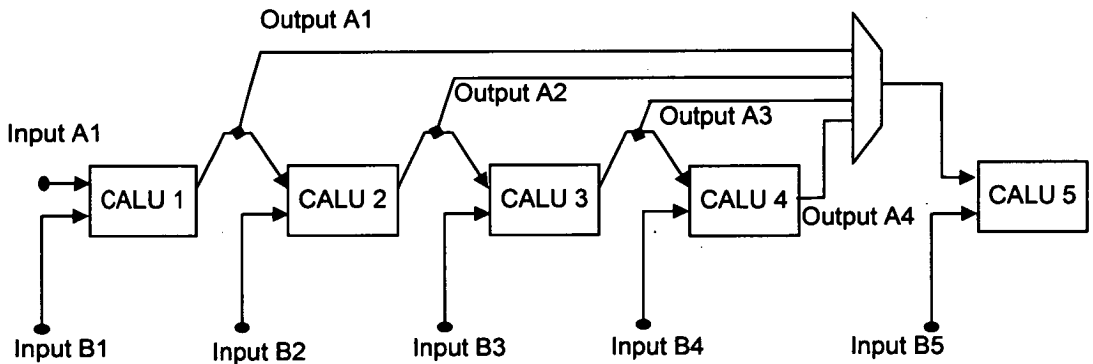 Output A1
Output A2
Output A3
Input A1
CALU 1
CALU 2
CALU 3
CALU 4
CALU 5
Output A4
Input B1
Input B2
Input B3
Input B4
Input B5